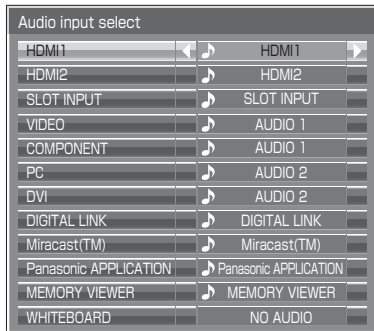 Audio input select
HDMI1 HDMI1
HDMI2 HDMI2
SLOT INPUT SLOT INPUT
VIDEO AUDIO 1
COMPONENT AUDIO 1
PC AUDIO 2
DVI AUDIO 2
DIGITAL LINK DIGITAL LINK
Miracast(TM) Miracast(TM)
Panasonic APPLICATION Panasonic APPLICATION
MEMORY VIEWER MEMORY VIEWER
WHITEBOARD NO AUDIO